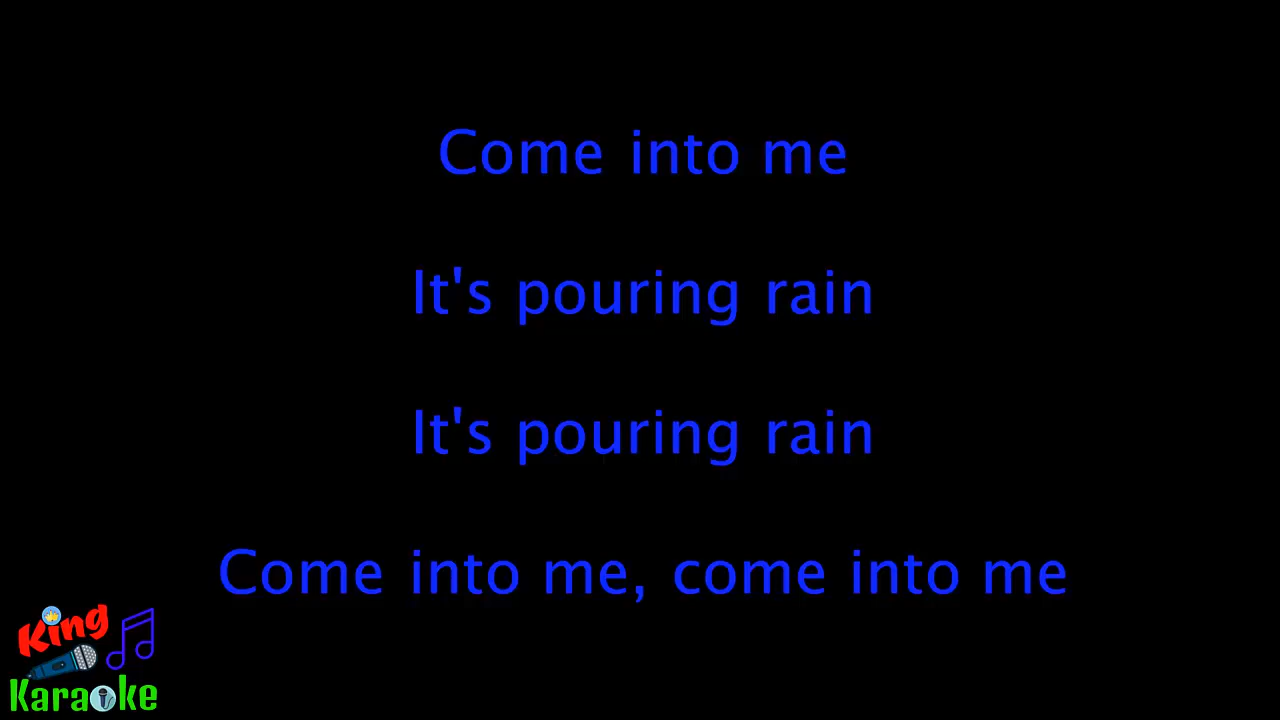 Come into me
It's pouring rain
It's pouring rain
Come into me, come into me
King
Karaoke